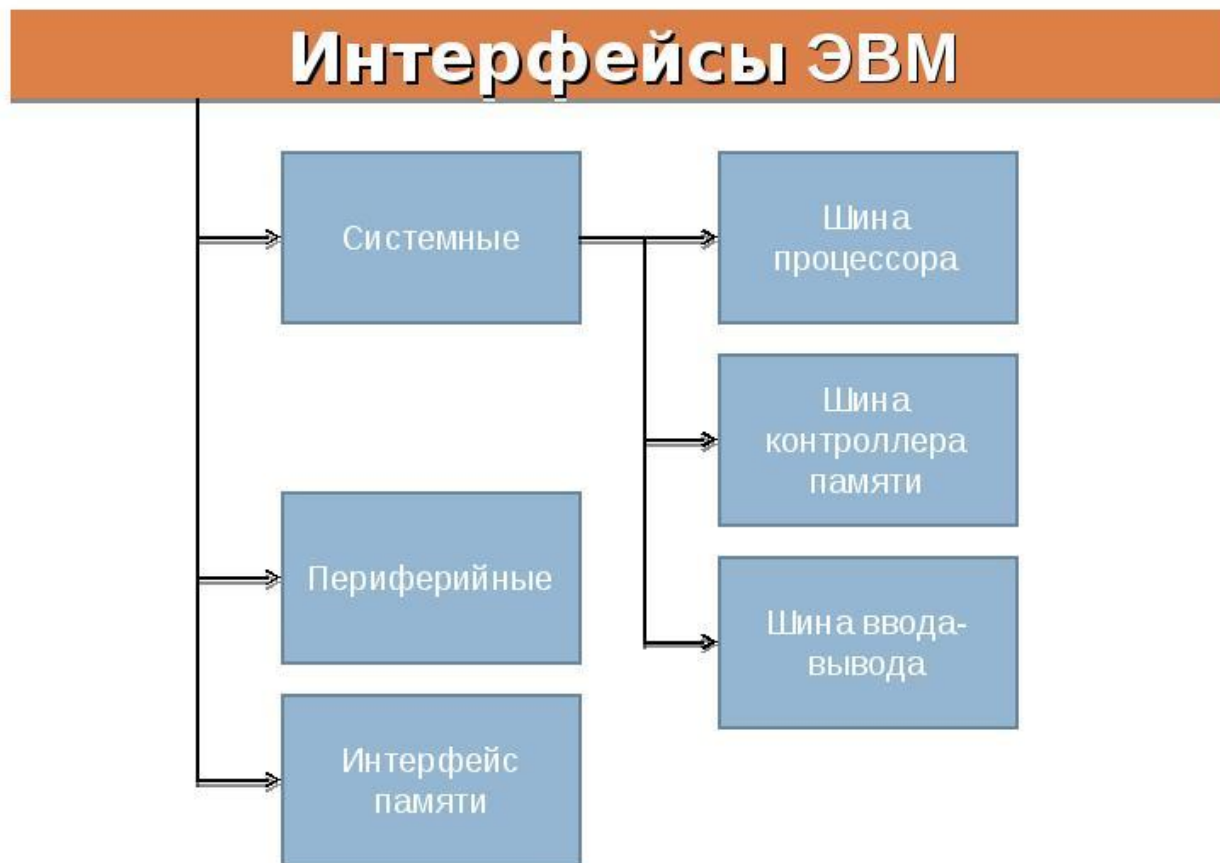 Интерфейсы ЭВМ
Системные
Шина
процессора
Шина
контроллера
памяти
Периферийные
Шина ввода-
вывода
Интерфейс
памяти